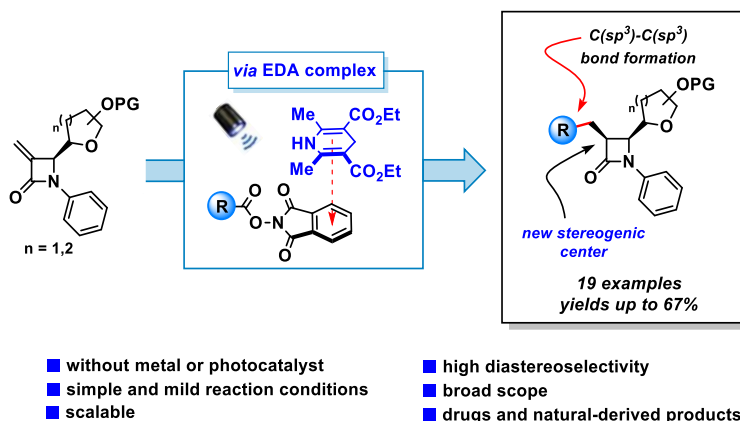 OPG
n( )
O
O
N
n = 1,2
via EDA complex
Me
CO₂Et
HN
Me
CO₂Et
R
O
O
O
N
O
C(sp³)-C(sp³)
bond formation
OPG
n( )
R
O
O
N
new stereogenic
center
19 examples
yields up to 67%
without metal or photocatalyst
simple and mild reaction conditions
scalable
high diastereoselectivity
broad scope
drugs and natural-derived products